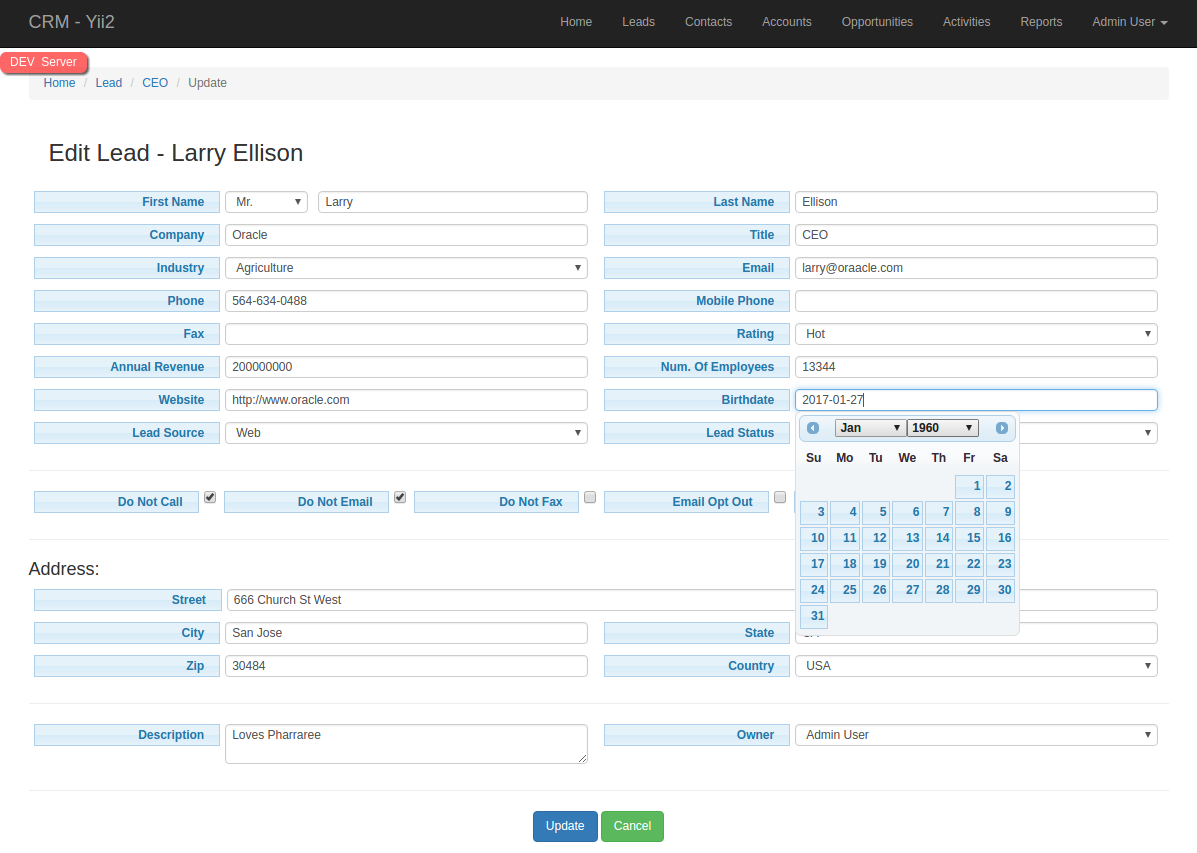 CRM - Yii2 Home Leads Contacts Accounts Opportunities Activities Reports Admin User
DEV Server
Home / Lead / CEO / Update
Edit Lead - Larry Ellison
First Name Mr. Larry Last Name Ellison
Company Oracle Title CEO
Industry Agriculture Email larry@oraacle.com
Phone 564-634-0488 Mobile Phone
Fax Rating Hot
Annual Revenue 200000000 Num. Of Employees 13344
Website http://www.oracle.com Birthdate 2017-01-27
Lead Source Web Lead Status
Jan 1960
Su Mo Tu We Th Fr Sa
1 2
3 4 5 6 7 8 9
10 11 12 13 14 15 16
17 18 19 20 21 22 23
24 25 26 27 28 29 30
31
Do Not Call Do Not Email Do Not Fax Email Opt Out
Address:
Street 666 Church St West
City San Jose State
Zip 30484 Country USA
Description Loves Pharraree Owner Admin User
Update Cancel